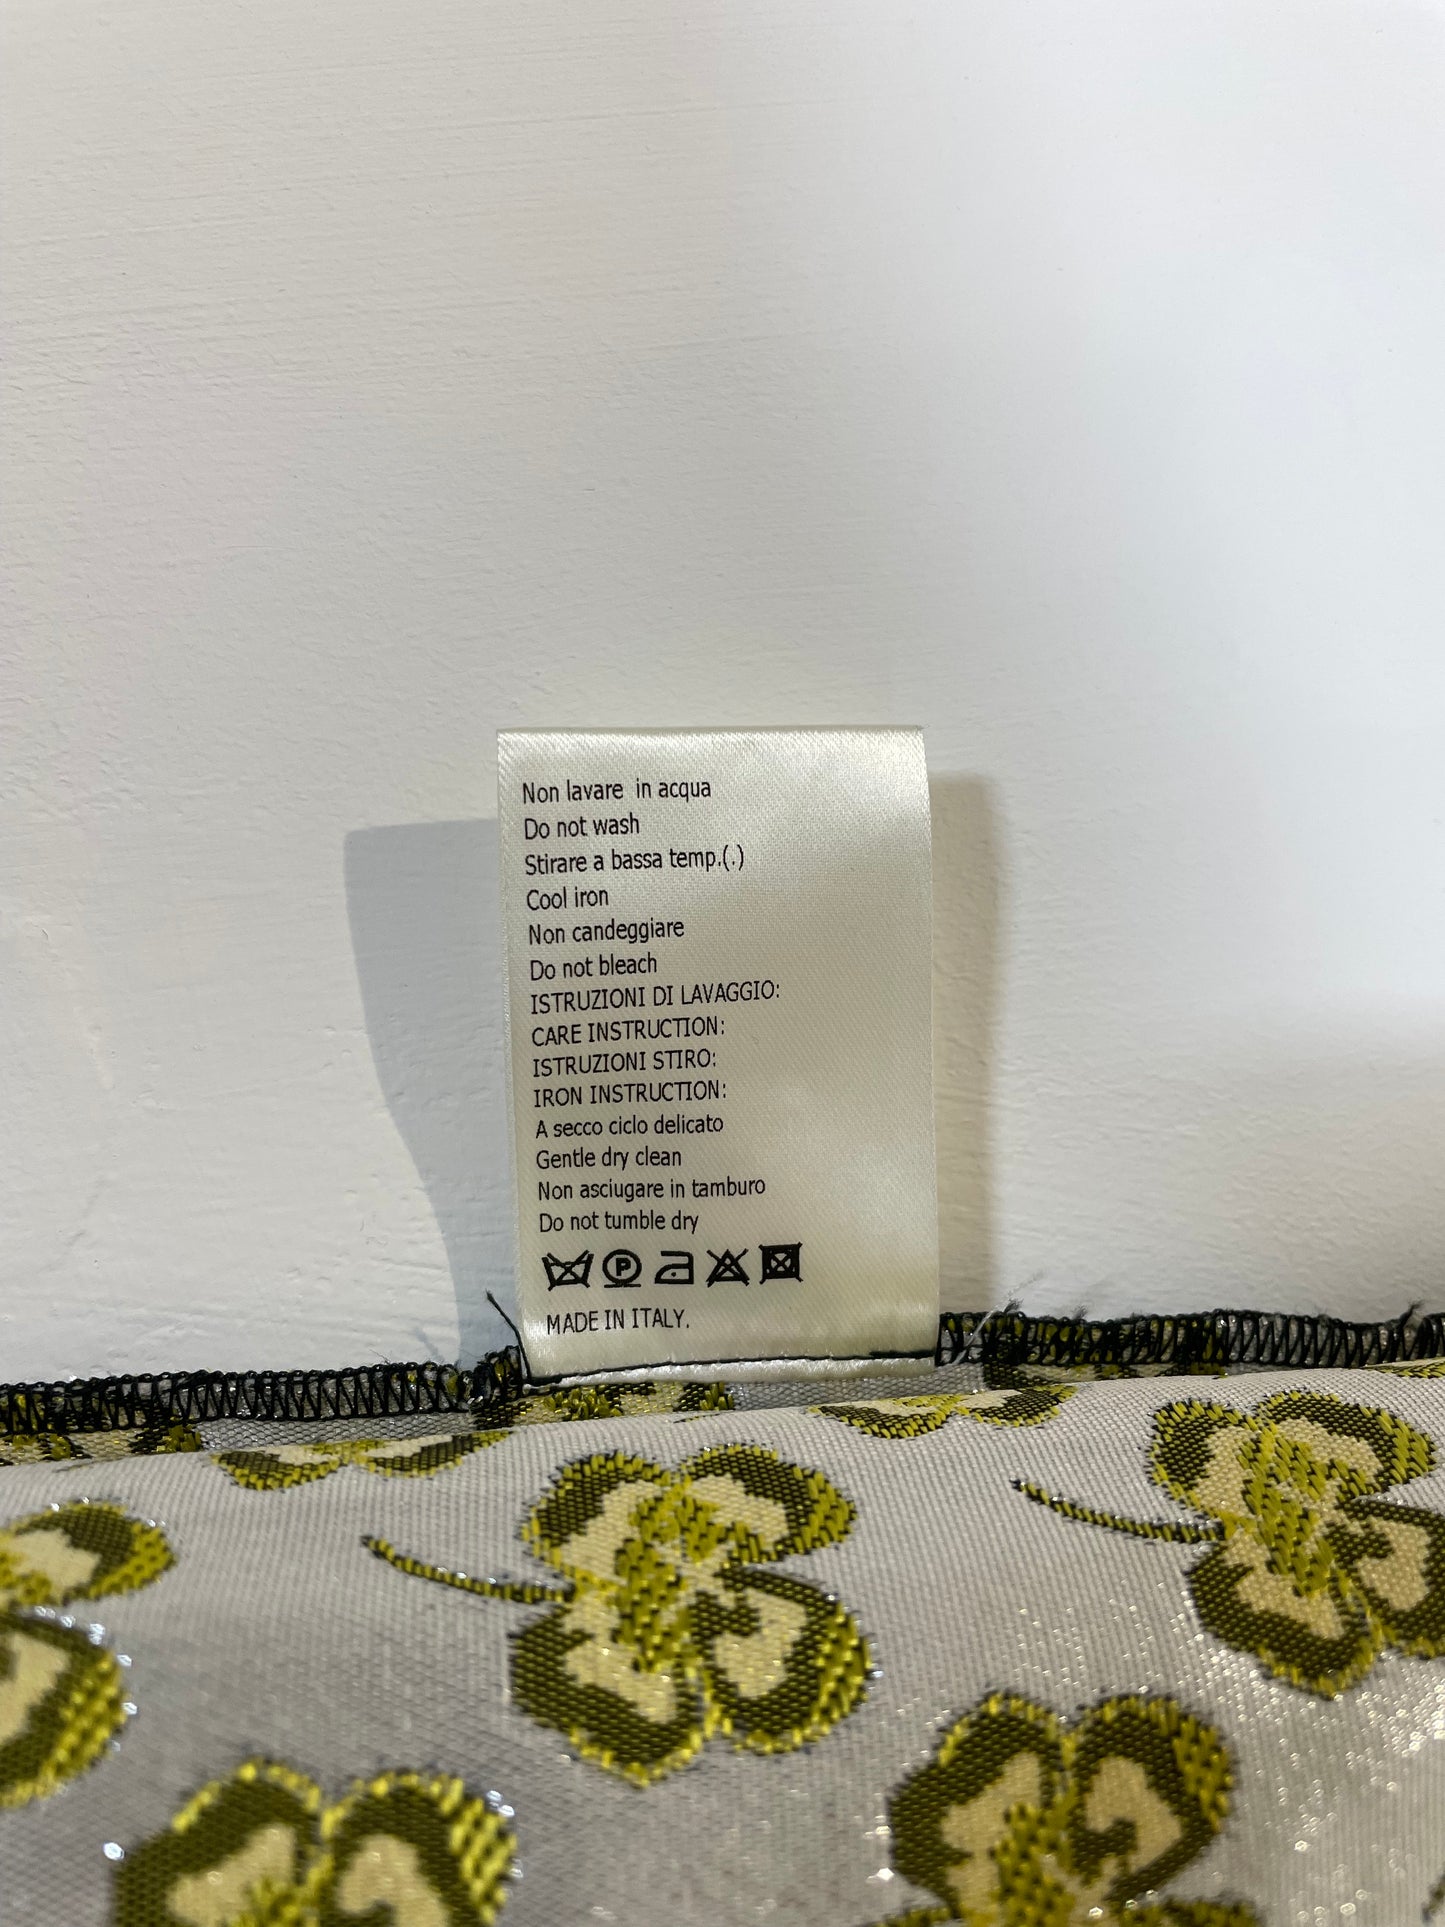 Non lavare in acqua
Do not wash
Stirare a bassa temp.(.)
Cool iron
Non candeggiare
Do not bleach
ISTRUZIONI DI LAVAGGIO:
CARE INSTRUCTION:
ISTRUZIONI STIRO:
IRON INSTRUCTION:
A secco ciclo delicato
Gentle dry clean
Non asciugare in tamburo
Do not tumble dry
P
MADE IN ITALY.